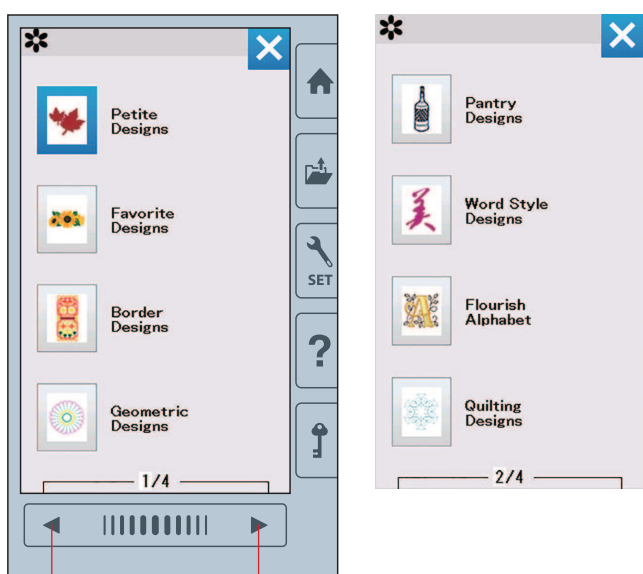 Petite
Designs
Favorite
Designs
Border
Designs
Geometric
Designs
1/4
SET
?
Pantry
Designs
美
Word Style
Designs
A
Flourish
Alphabet
Quilting
Designs
2/4